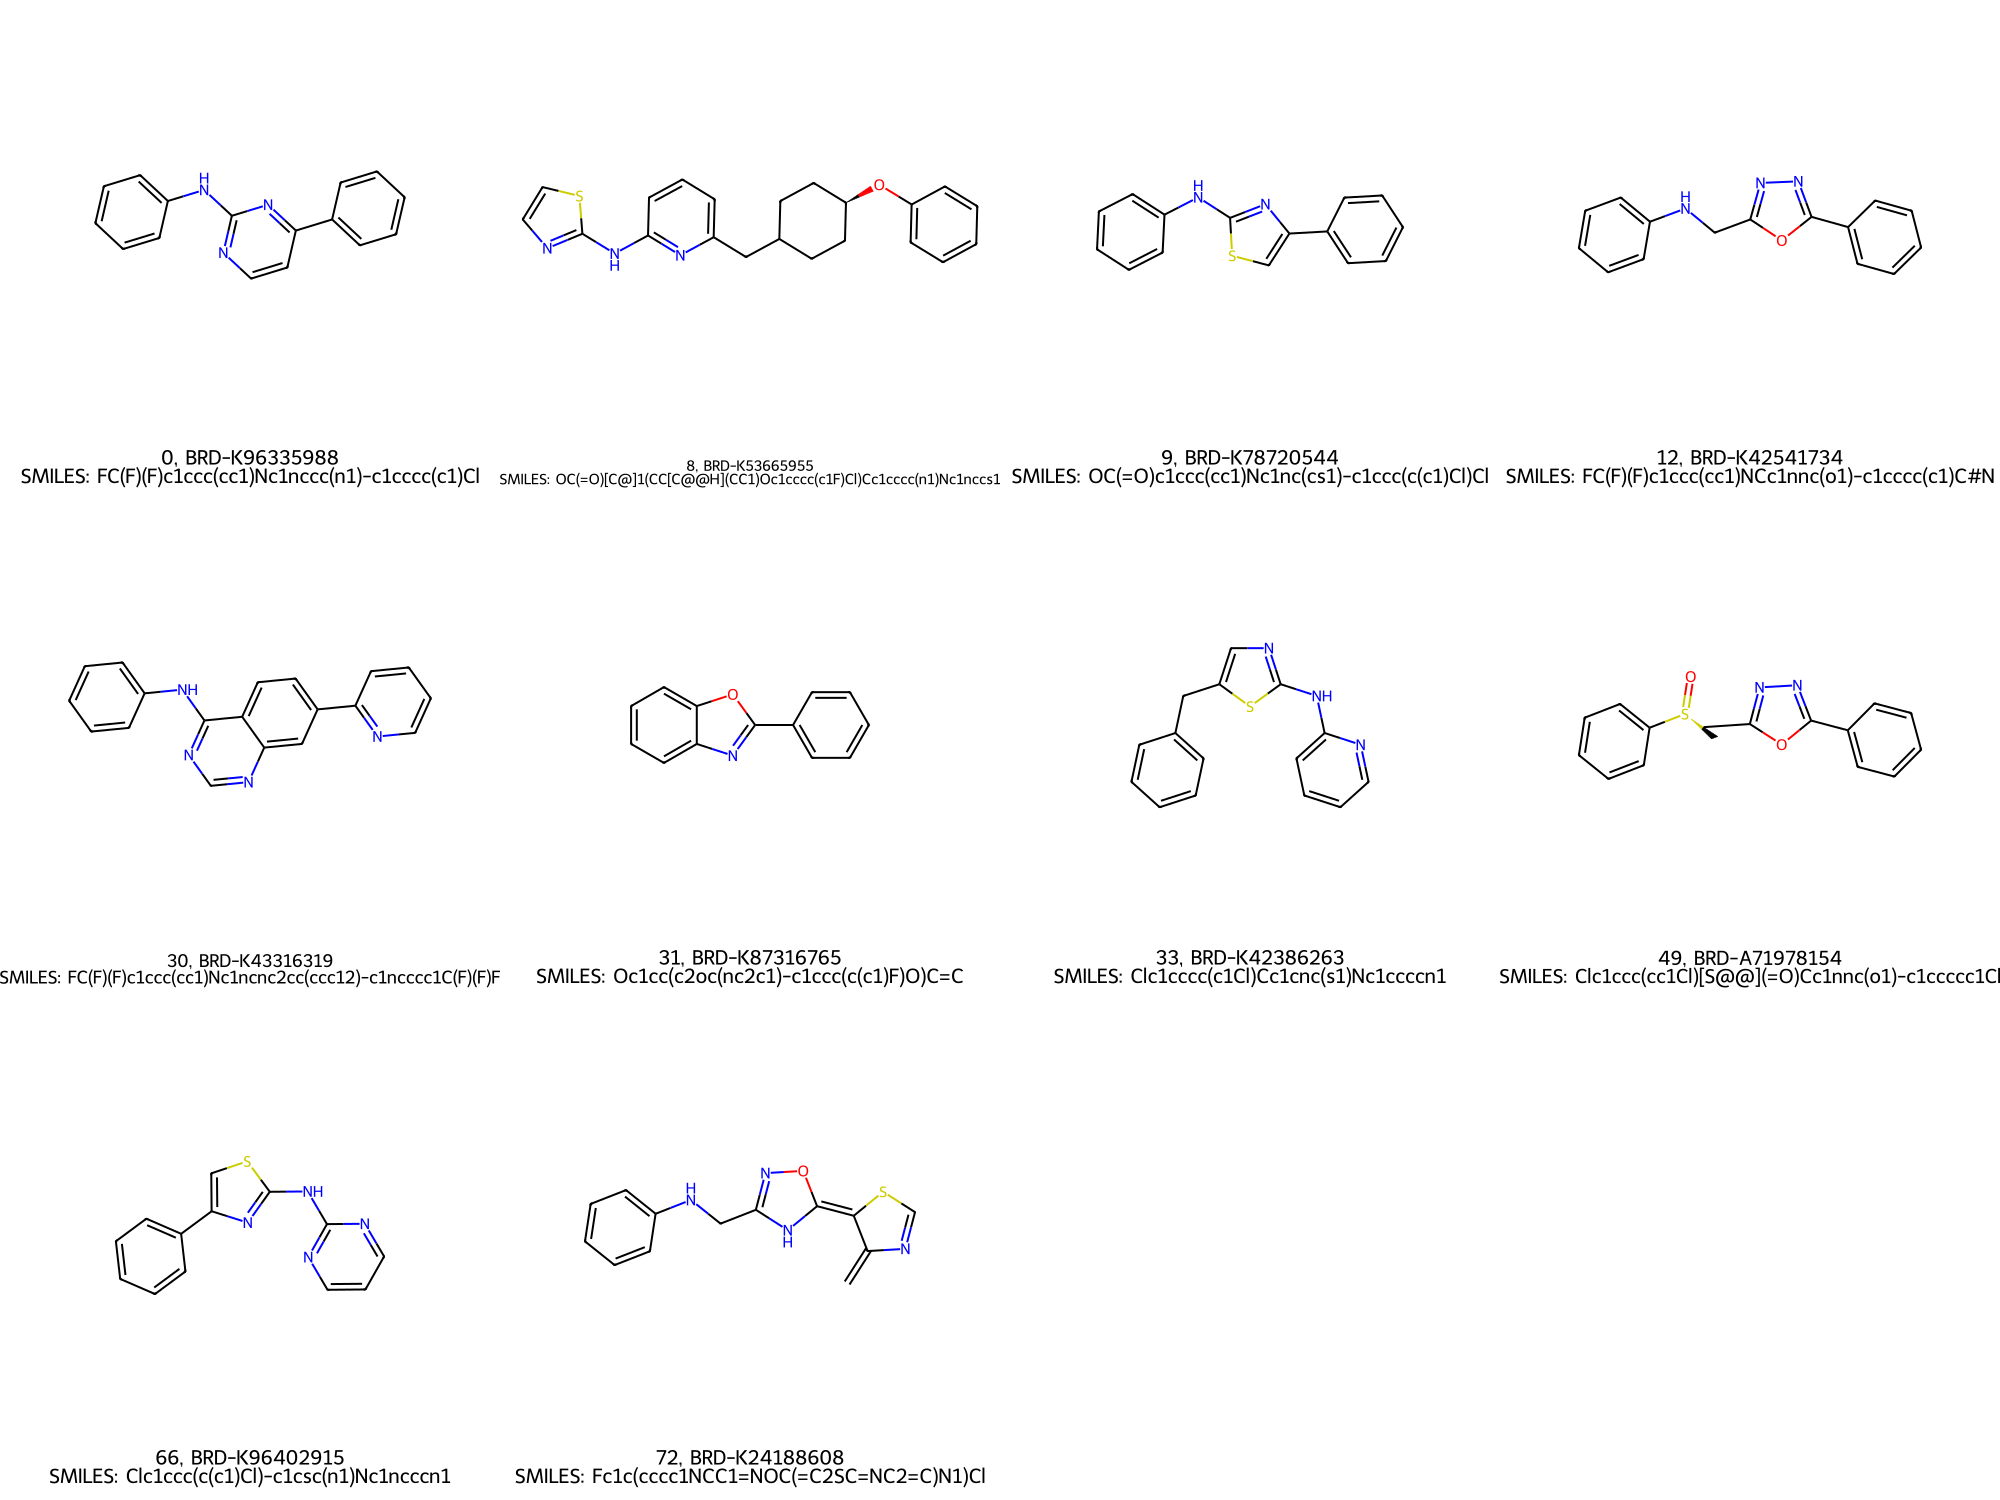 0, BRD-K96335988
SMILES: FC(F)(F)c1ccc(cc1)Nc1nccc(n1)-c1cccc(c1)Cl
8, BRD-K53665955
SMILES: OC(=O)[C@]1(CC[C@@H](CC1)Oc1cccc(c1F)Cl)Cc1cccc(n1)Nc1nccs1
9, BRD-K78720544
SMILES: OC(=O)c1ccc(cc1)Nc1nc(cs1)-c1ccc(c(c1)Cl)Cl
12, BRD-K42541734
SMILES: FC(F)(F)c1ccc(cc1)NCc1nnc(o1)-c1cccc(c1)C#N
30, BRD-K43316319
SMILES: FC(F)(F)c1ccc(cc1)Nc1ncnc2cc(ccc12)-c1ncccc1C(F)(F)F
31, BRD-K87316765
SMILES: Oc1cc(c2oc(nc2c1)-c1ccc(c(c1)F)O)C=C
33, BRD-K42386263
SMILES: Clc1cccc(c1Cl)Cc1cnc(s1)Nc1ccccn1
49, BRD-A71978154
SMILES: Clc1ccc(cc1Cl)[S@@](=O)Cc1nnc(o1)-c1ccccc1Cl
66, BRD-K96402915
SMILES: Clc1ccc(c(c1)Cl)-c1csc(n1)Nc1ncccn1
72, BRD-K24188608
SMILES: Fc1c(cccc1NCC1=NOC(=C2SC=NC2=C)N1)Cl